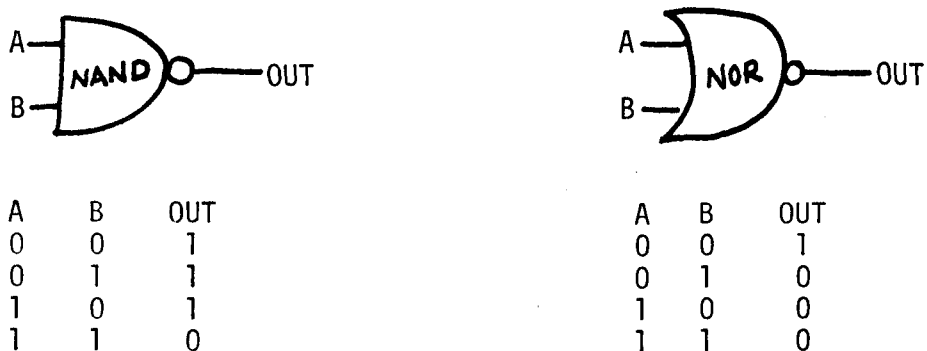 A
NAND
OUT
B
A
NOR
OUT
B
A B OUT
0 0 1
0 1 1
1 0 1
1 1 0
A B OUT
0 0 1
0 1 0
1 0 0
1 1 0